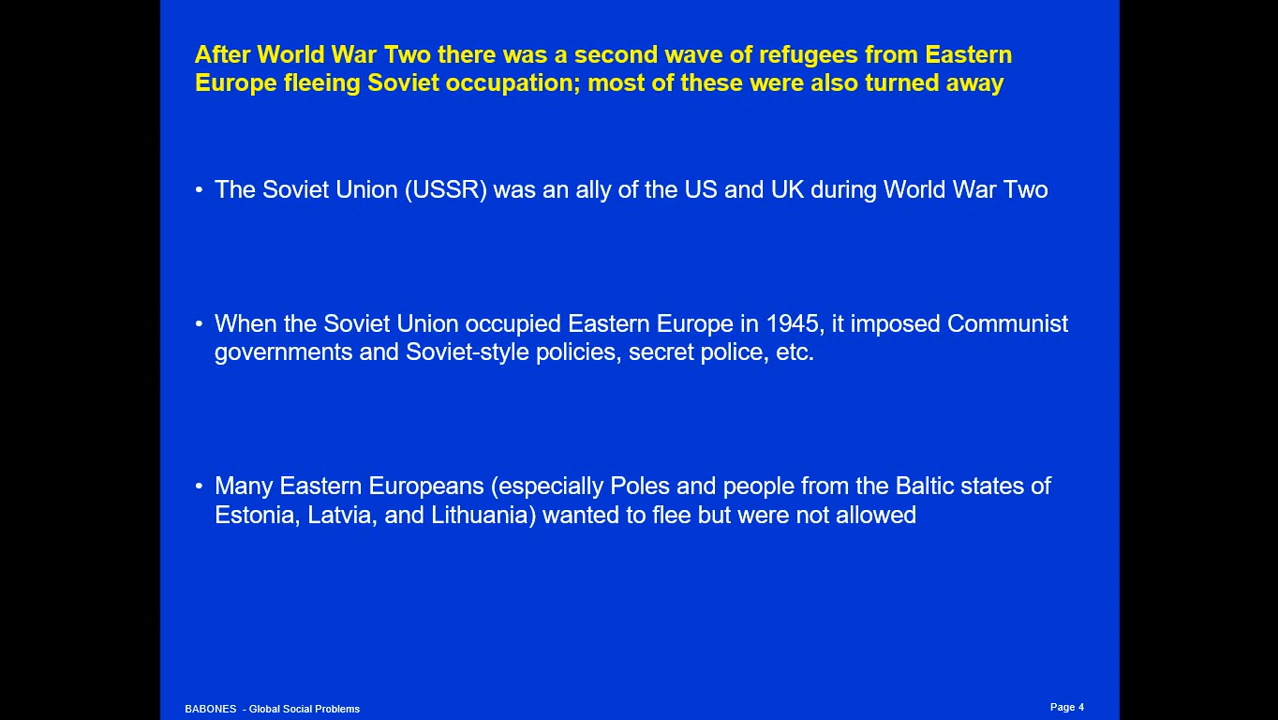 After World War Two there was a second wave of refugees from Eastern
Europe fleeing Soviet occupation; most of these were also turned away
• The Soviet Union (USSR) was an ally of the US and UK during World War Two
• When the Soviet Union occupied Eastern Europe in 1945, it imposed Communist
governments and Soviet-style policies, secret police, etc.
• Many Eastern Europeans (especially Poles and people from the Baltic states of
Estonia, Latvia, and Lithuania) wanted to flee but were not allowed
BABONES - Global Social Problems
Page 4